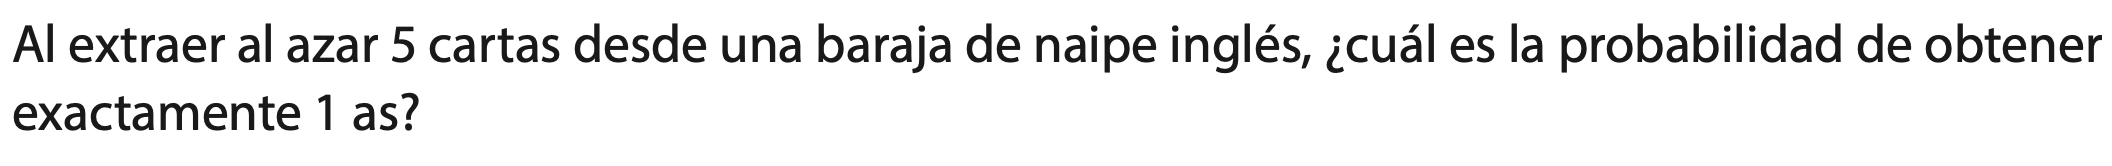 Al extraer al azar 5 cartas desde una baraja de naipe inglés, ¿cuál es la probabilidad de obtener
exactamente 1 as?